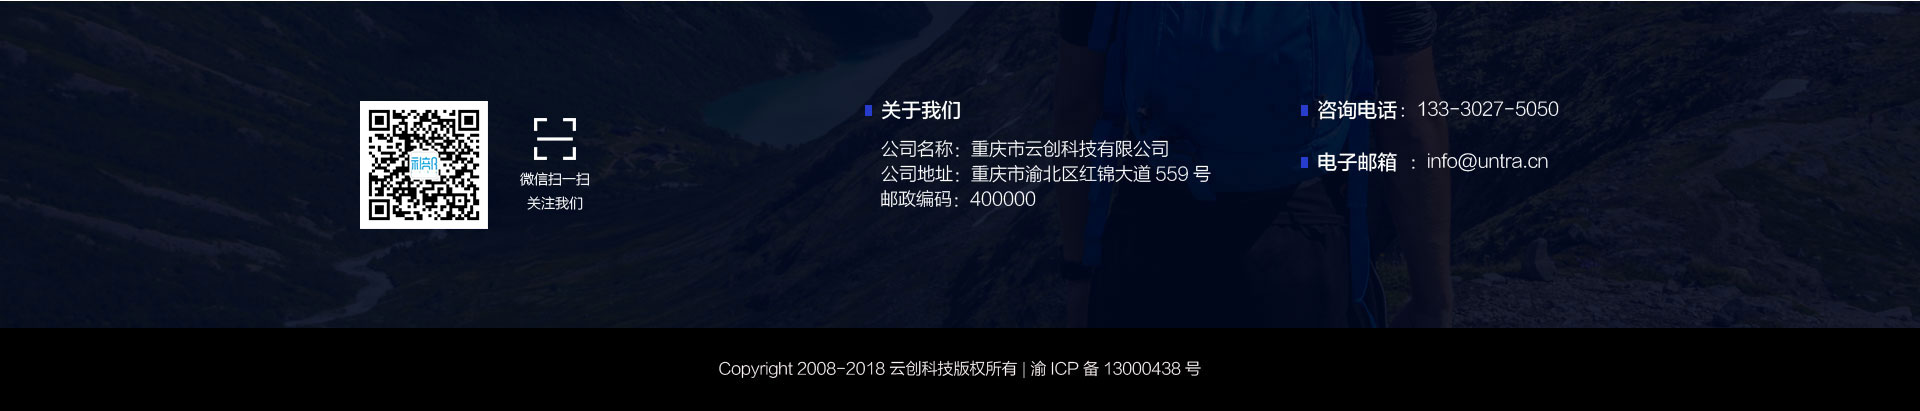 微信扫一扫
关注我们
关于我们
公司名称：重庆市云创科技有限公司
公司地址：重庆市渝北区红锦大道 559 号
邮政编码：400000
咨询电话：133-3027-5050
电子邮箱 ：info@untra.cn
Copyright 2008-2018 云创科技版权所有 | 渝 ICP 备 13000438 号